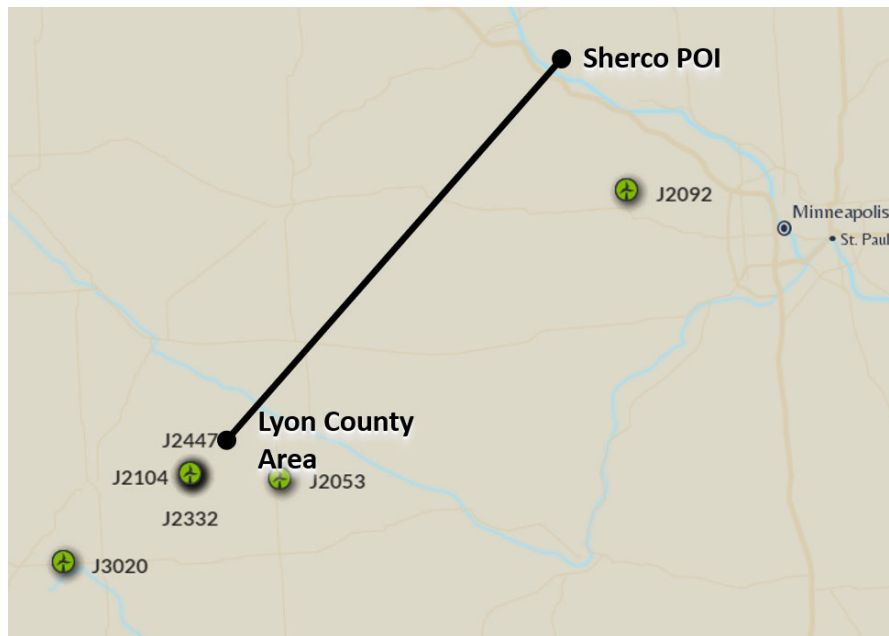 Sherco POI
J2092
Minneapolis
St. Paul
Lyon County
Area
J2447
J2104
J2053
J2332
J3020